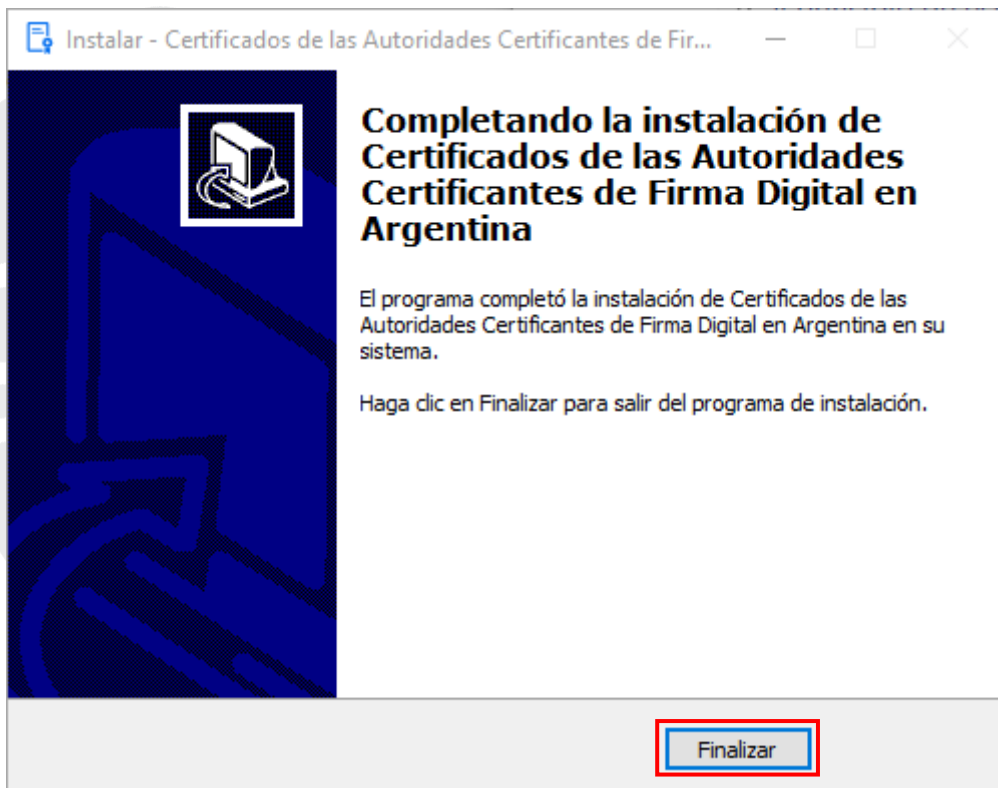 Instalar - Certificados de las Autoridades Certificantes de Fir...
Completando la instalación de
Certificados de las Autoridades
Certificantes de Firma Digital en
Argentina
El programa completó la instalación de Certificados de las
Autoridades Certificantes de Firma Digital en Argentina en su
sistema.
Haga clic en Finalizar para salir del programa de instalación.
Finalizar